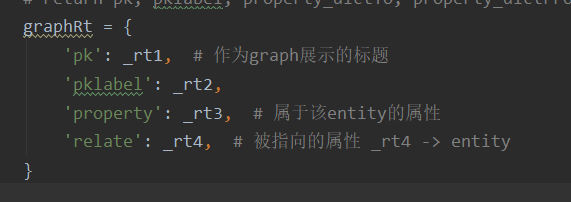 # return pk, pklabel, property_dictTo, property_dictFro
graphRt = {
    'pk': _rt1,  # 作为graph展示的标题
    'pklabel': _rt2,
    'property': _rt3,  # 属于该entity的属性
    'relate': _rt4,  # 被指向的属性 _rt4 -> entity
}